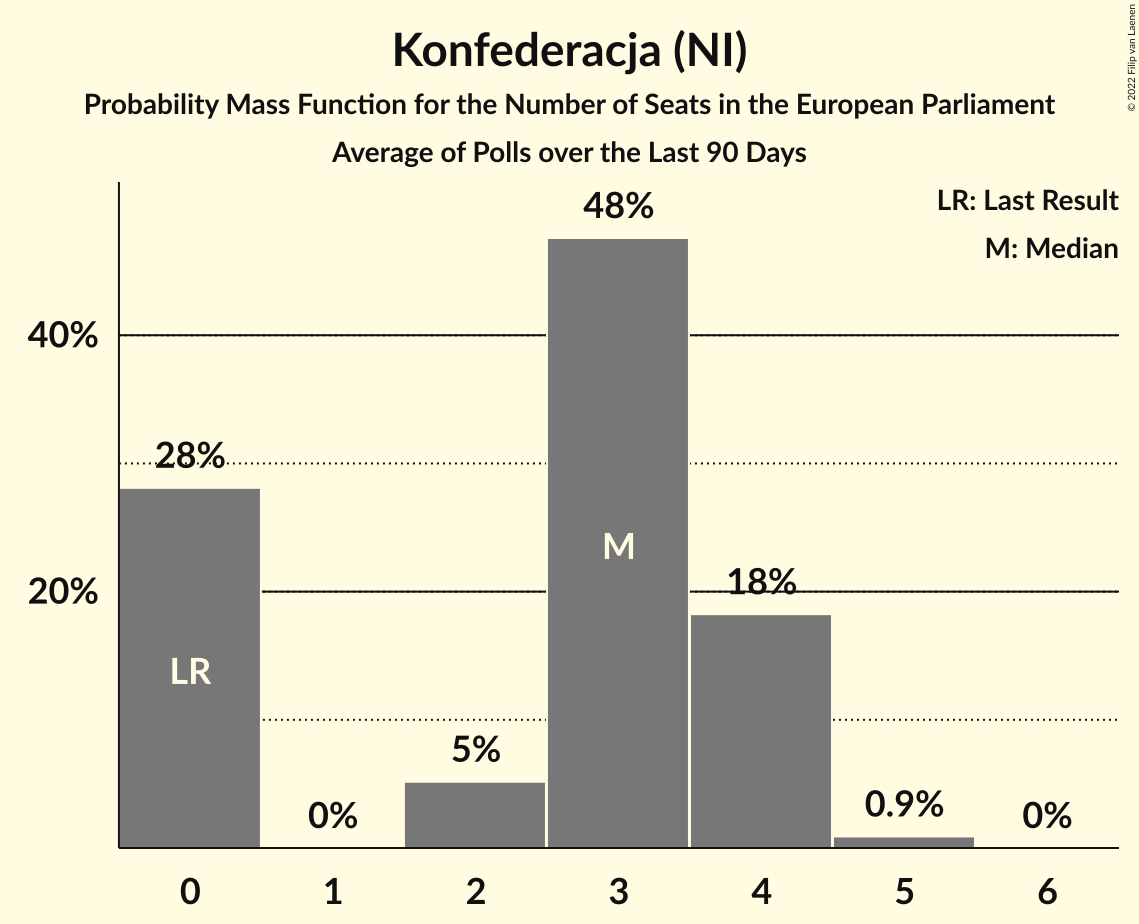 Konfederacja (NI)
Probability Mass Function for the Number of Seats in the European Parliament
Average of Polls over the Last 90 Days
© 2022 Filip van Laenen
LR: Last Result
M: Median
48%
40%
28%
M
18%
20%
LR
5%
0.9%
0%
0%
0 1 2 3 4 5 6